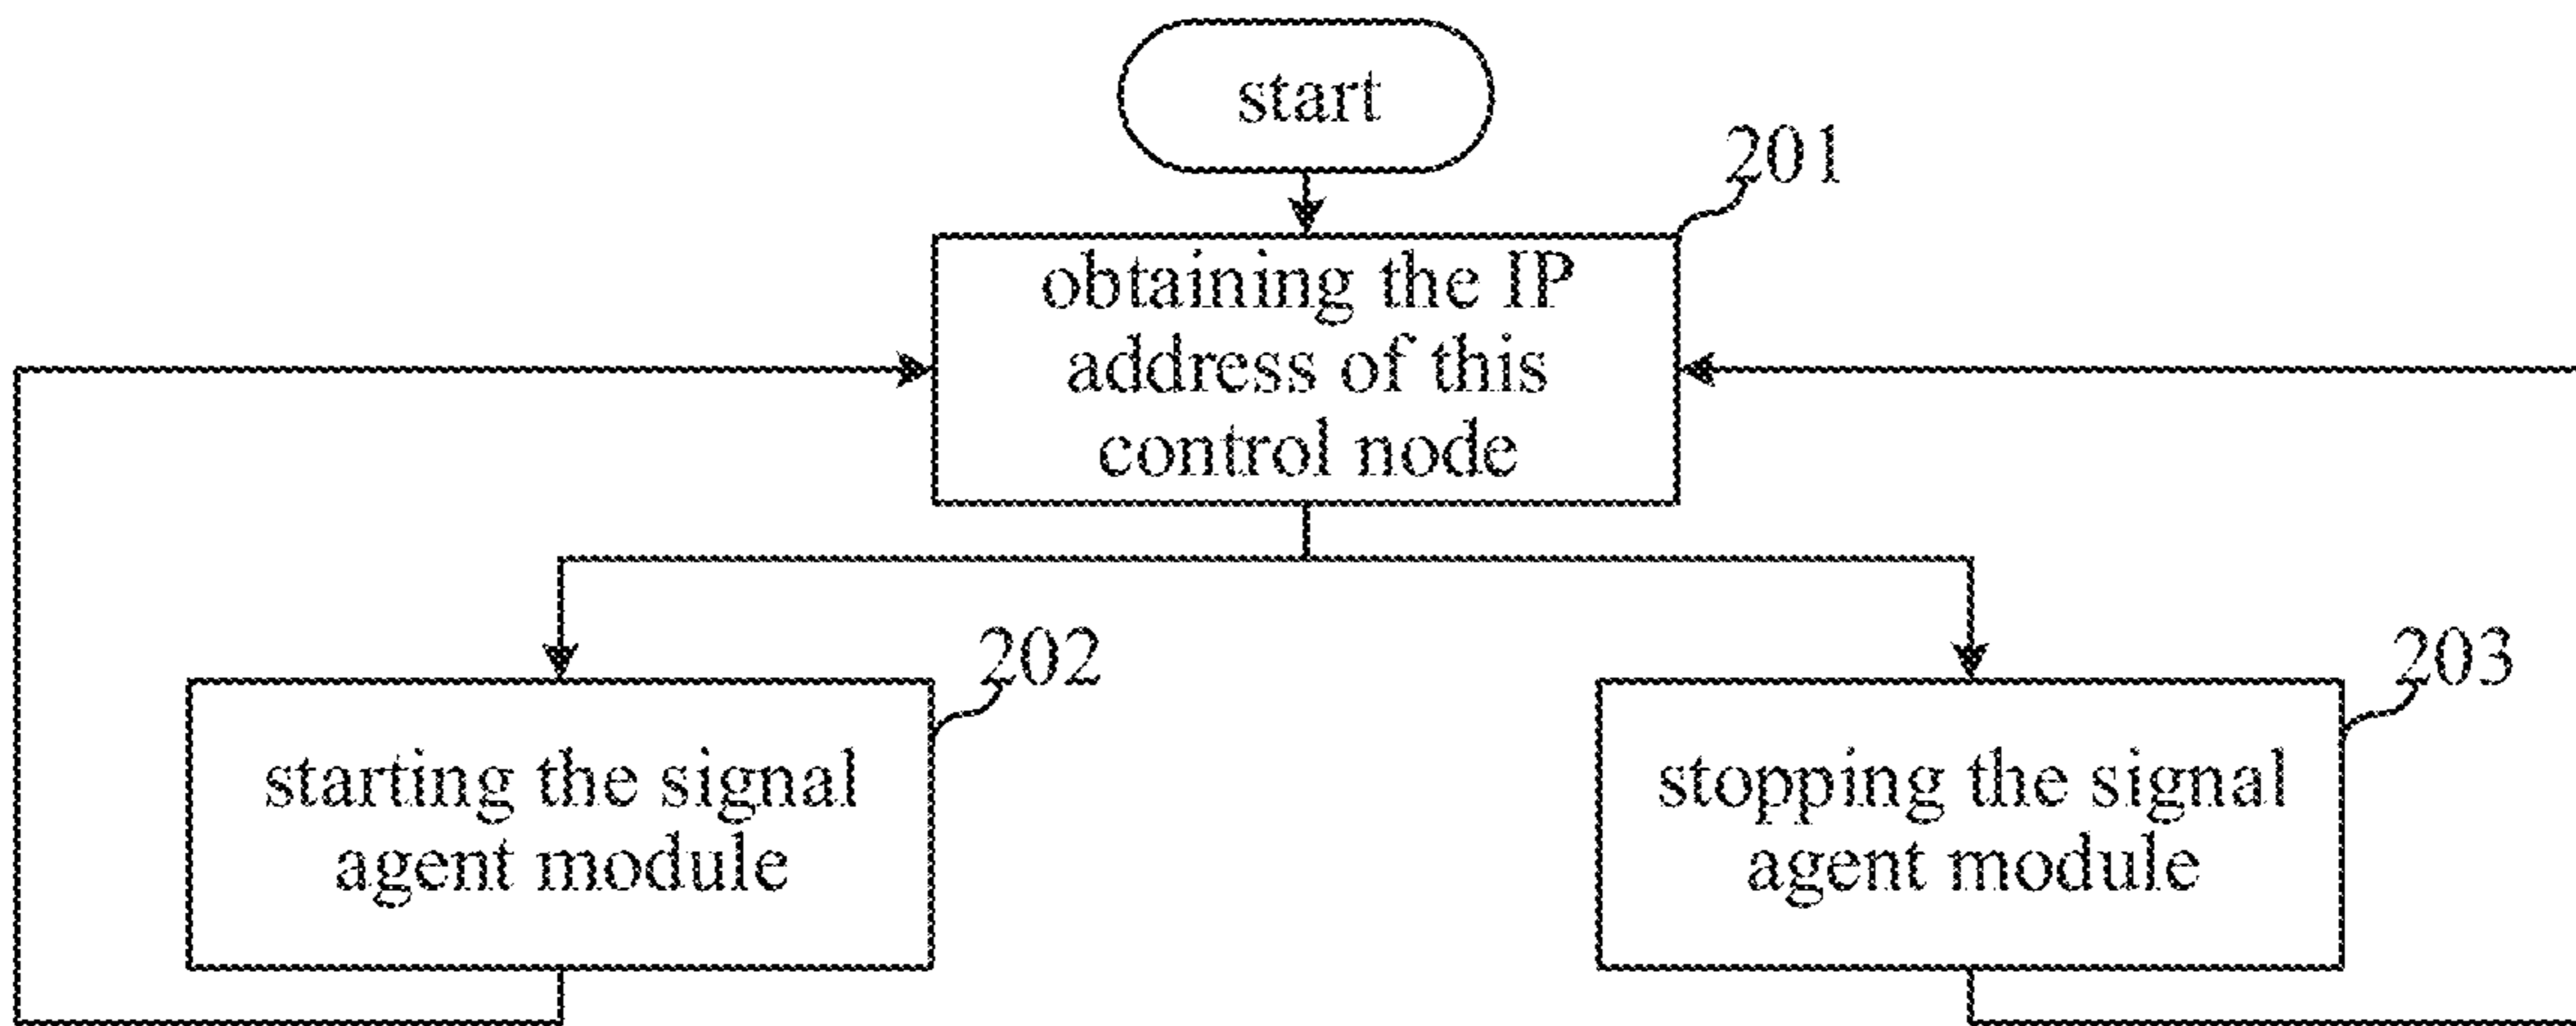 start
201
obtaining the IP
address of this
control node
202
starting the signal
agent module
203
stopping the signal
agent module